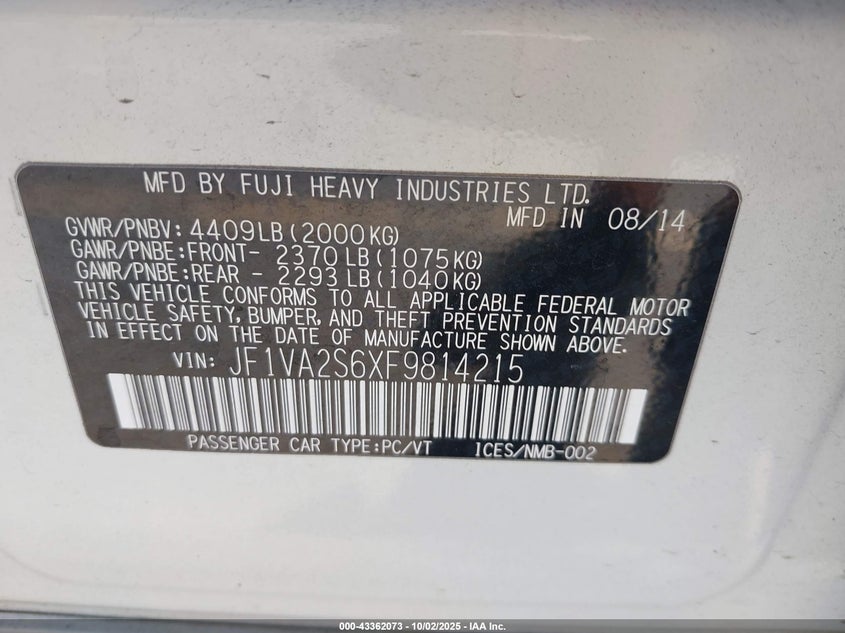 MFD BY FUJI HEAVY INDUSTRIES LTD.
MFD IN 08/14
GVWR/PNBV: 4409LB(2000KG)
GAWR/PNBE:FRONT- 2370LB(1075KG)
GAWR/PNBE:REAR - 2293LB(1040KG)
THIS VEHICLE CONFORMS TO ALL APPLICABLE FEDERAL MOTOR
VEHICLE SAFETY, BUMPER, AND THEFT PREVENTION STANDARDS
IN EFFECT ON THE DATE OF MANUFACTURE SHOWN ABOVE.
VIN: JF1VA2S6XF9814215
PASSENGER CAR TYPE:PC/VT ICES/NMB-002
000-43362073 - 10/02/2025 - IAA Inc.